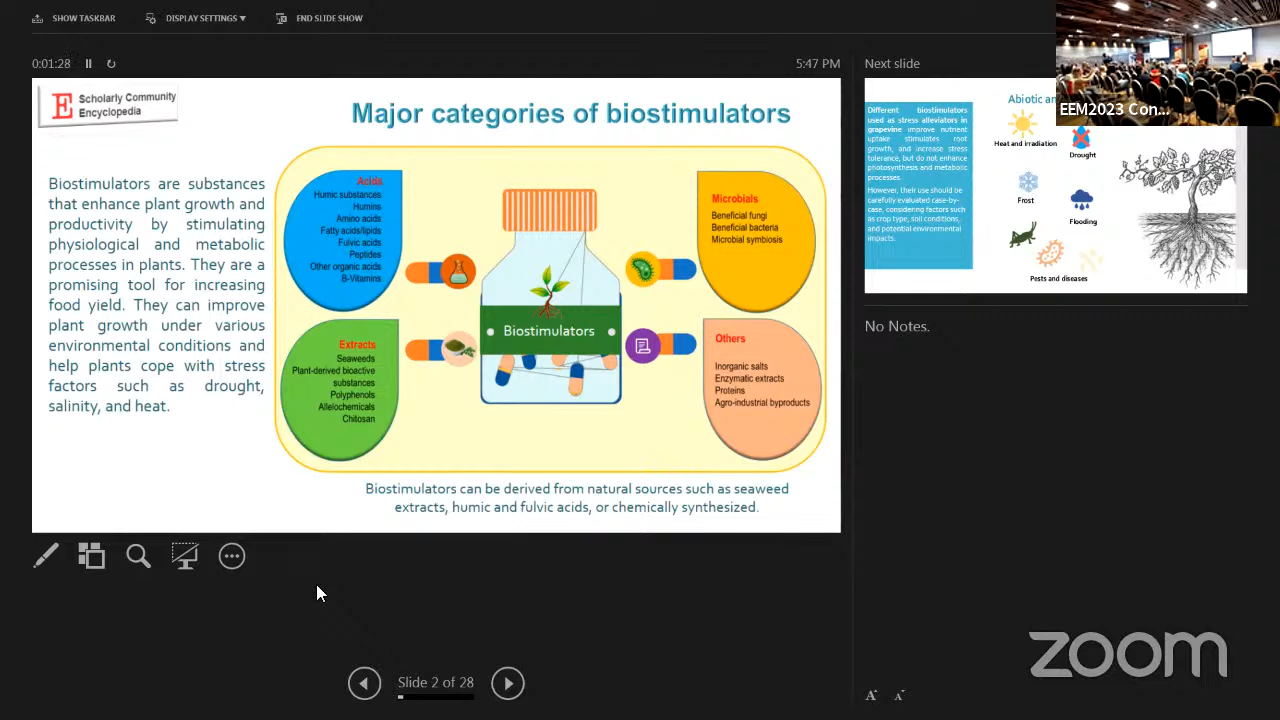 SHOW TASKBAR
DISPLAY SETTINGS ▼
END SLIDE SHOW
0:01:28
5:47 PM
Next slide
EEM2023 Con...
E Scholarly Community
Encyclopedia
Major categories of biostimulators
Biostimulators are substances
that enhance plant growth and
productivity by stimulating
physiological and metabolic
processes in plants. They are a
promising tool for increasing
food yield. They can improve
plant growth under various
environmental conditions and
help plants cope with stress
factors such as drought,
salinity, and heat.
Acids
Humic substances
Humins
Amino acids
Fatty acids/lipids
Fulvic acids
Peptides
Other organic acids
B-Vitamins
Microbials
Beneficial fungi
Beneficial bacteria
Microbial symbiosis
Biostimulators
Extracts
Seaweeds
Plant-derived bioactive
substances
Polyphenols
Allelochemicals
Chitosan
Others
Inorganic salts
Enzymatic extracts
Proteins
Agro-industrial byproducts
Biostimulators can be derived from natural sources such as seaweed
extracts, humic and fulvic acids, or chemically synthesized.
Abiotic an
Different biostimulators
used as stress alleviators in
grapevine improve nutrient
uptake stimulates root
growth, and increase stress
tolerance, but do not enhance
photosynthesis and metabolic
processes.
However, their use should be
carefully evaluated case-by-
case, considering factors such
as crop type, soil conditions,
and potential environmental
impacts.
Heat and irradiation
Drought
Frost
Flooding
Pests and diseases
No Notes.
Slide 2 of 28
A A
zoom